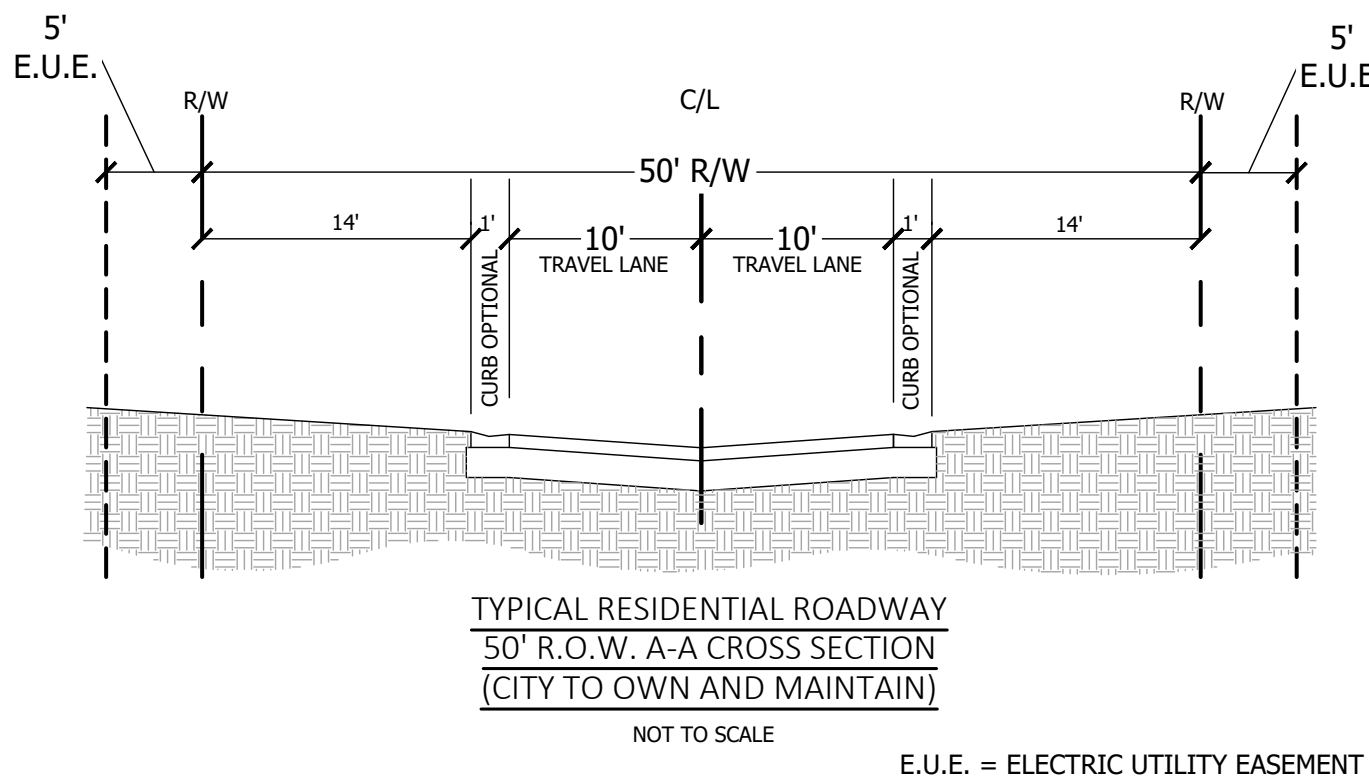 5'
E.U.E.
5'
E.U.E
R/W
C/L
R/W
50' R/W
14'
1'
10'
10'
1'
14'
TRAVEL LANE
TRAVEL LANE
CURB OPTIONAL
CURB OPTIONAL
TYPICAL RESIDENTIAL ROADWAY
50' R.O.W. A-A CROSS SECTION
(CITY TO OWN AND MAINTAIN)
NOT TO SCALE
E.U.E. = ELECTRIC UTILITY EASEMENT